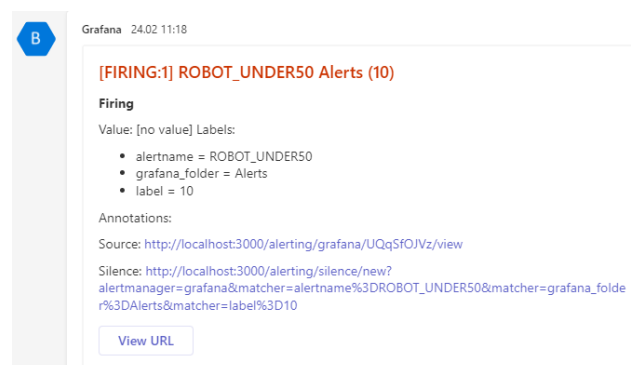 B
Grafana 24.02 11:18
[FIRING:1] ROBOT_UNDER50 Alerts (10)
Firing
Value: [no value] Labels:
• alertname = ROBOT_UNDER50
• grafana_folder = Alerts
• label = 10
Annotations:
Source: http://localhost:3000/alerting/grafana/UQqSfOJVz/view
Silence: http://localhost:3000/alerting/silence/new?
alertmanager=grafana&matcher=alertname%3DROBOT_UNDER50&matcher=grafana_folde
r%3DAlerts&matcher=label%3D10
View URL